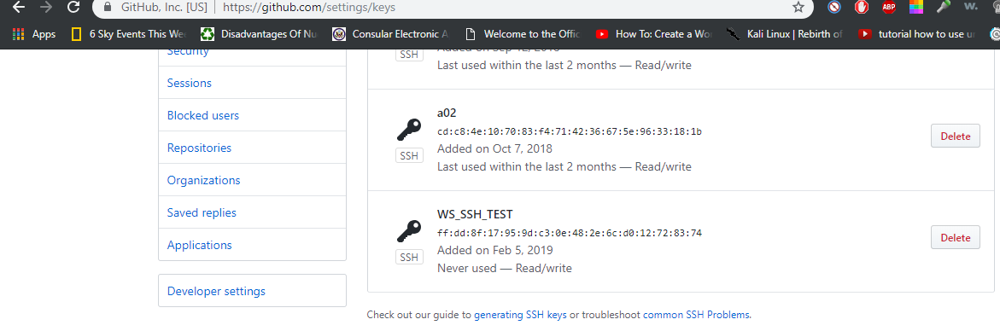 GitHub, Inc. [US] | https://github.com/settings/keys
ABP
w.
Apps
6 Sky Events This We
Disadvantages Of Nu
Consular Electronic A
Welcome to the Offic
How To: Create a Wo
Kali Linux | Rebirth of
tutorial how to use u
Security
Sessions
Blocked users
Repositories
Organizations
Saved replies
Applications
Developer settings
SSH
Added on Sep 12, 2018
Last used within the last 2 months — Read/write
a02
cd:c8:4e:10:70:83:f4:71:42:36:67:5e:96:33:18:1b
Added on Oct 7, 2018
SSH
Last used within the last 2 months — Read/write
Delete
WS_SSH_TEST
ff:dd:8f:17:95:9d:c3:0e:48:2e:6c:d0:12:72:83:74
Added on Feb 5, 2019
SSH
Never used — Read/write
Delete
Check out our guide to generating SSH keys or troubleshoot common SSH Problems.